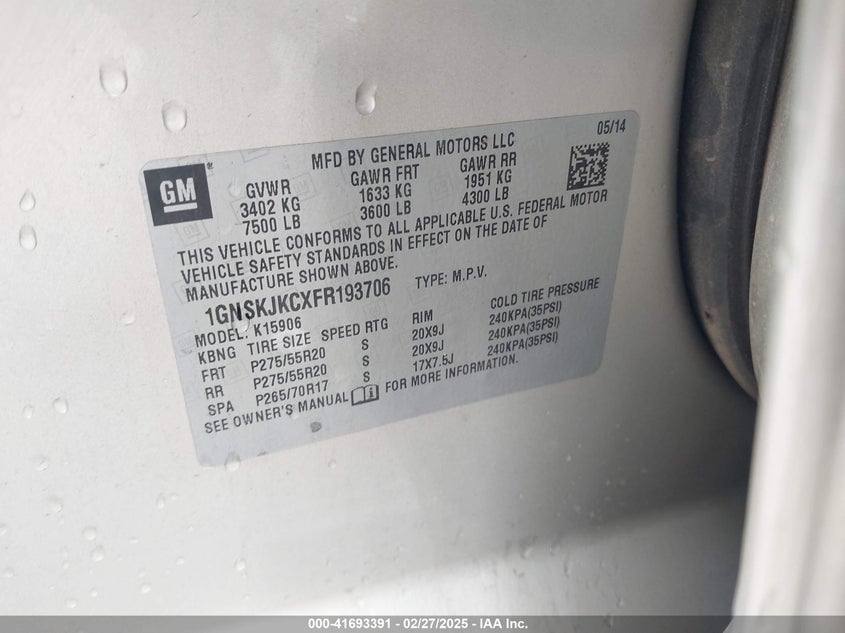 05/14
MFD BY GENERAL MOTORS LLC
GM
GVWR GAWR FRT GAWR RR
3402 KG 1633 KG 1951 KG
7500 LB 3600 LB 4300 LB
THIS VEHICLE CONFORMS TO ALL APPLICABLE U.S. FEDERAL MOTOR
VEHICLE SAFETY STANDARDS IN EFFECT ON THE DATE OF
MANUFACTURE SHOWN ABOVE.
1GNSKJKCXFR193706 TYPE: M.P.V.
MODEL: K15906
KBNG TIRE SIZE SPEED RTG RIM COLD TIRE PRESSURE
FRT P275/55R20 S 20X9J 240KPA(35PSI)
RR P275/55R20 S 20X9J 240KPA(35PSI)
SPA P265/70R17 S 17X7.5J 240KPA(35PSI)
SEE OWNER'S MANUAL FOR MORE INFORMATION.
000-41693391 - 02/27/2025 - IAA Inc.